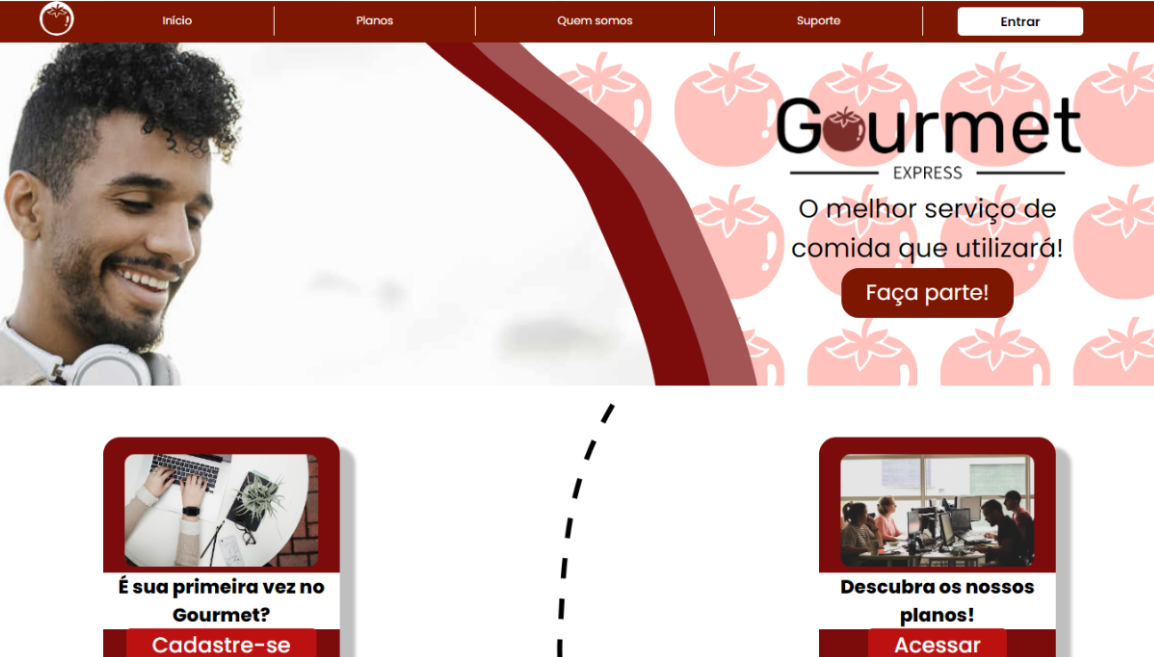 Início
Planos
Quem somos
Suporte
Entrar
Gourmet
EXPRESS
O melhor serviço de
comida que utilizará!
Faça parte!
É sua primeira vez no
Gourmet?
Cadastre-se
Descubra os nossos
planos!
Acessar